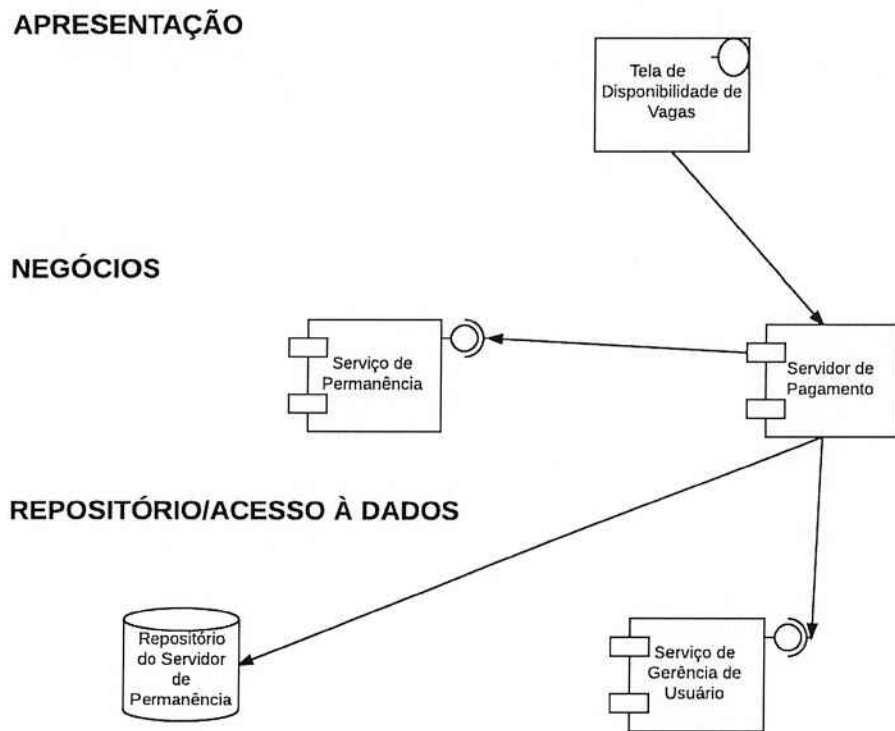 APRESENTAÇÃO
Tela de
Disponibilidade de
Vagas
NEGÓCIOS
Serviço de
Permanência
Servidor de
Pagamento
REPOSITÓRIO/ACESSO À DADOS
Repositório
do Servidor
de
Permanência
Serviço de
Gerência de
Usuário